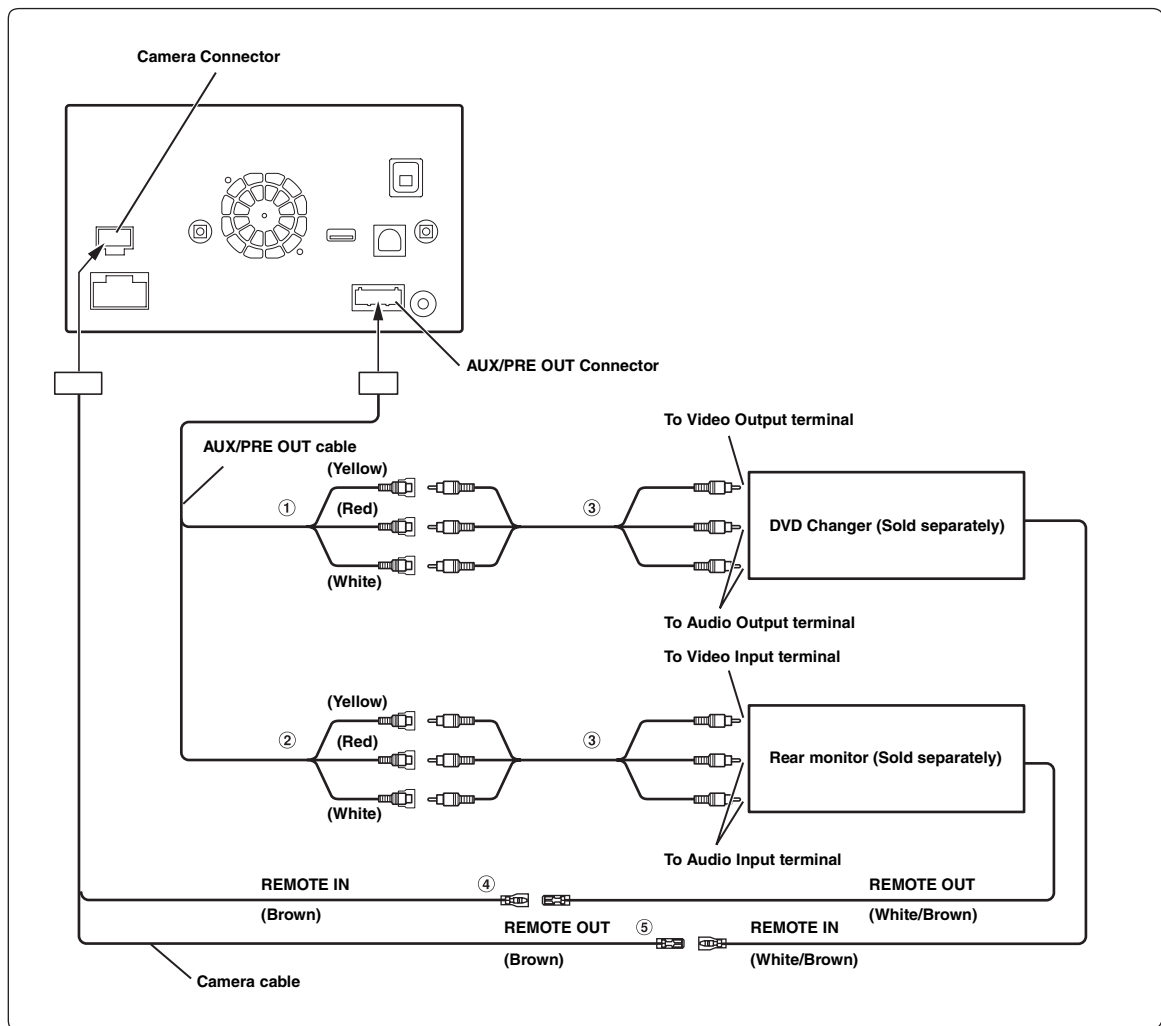 Camera Connector
AUX/PRE OUT Connector
To Video Output terminal
AUX/PRE OUT cable
(Yellow)
①
(Red)
③
DVD Changer (Sold separately)
(White)
To Audio Output terminal
To Video Input terminal
(Yellow)
②
(Red)
③
Rear monitor (Sold separately)
(White)
To Audio Input terminal
REMOTE IN
④
REMOTE OUT
(Brown)
(White/Brown)
REMOTE OUT
⑤
REMOTE IN
(Brown)
(White/Brown)
Camera cable